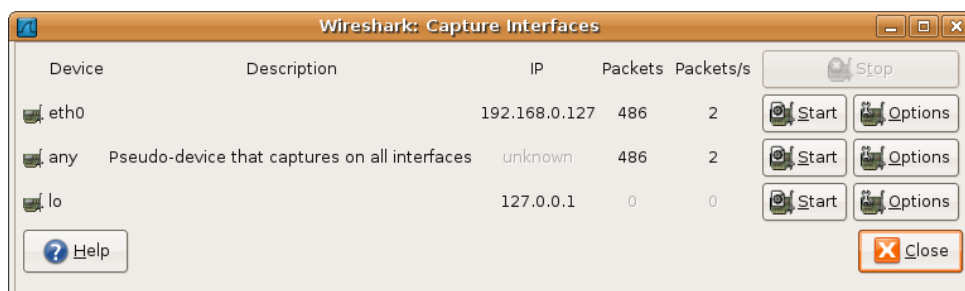 Wireshark: Capture Interfaces
Device Description IP Packets Packets/s Stop
eth0 192.168.0.127 486 2 Start Options
any Pseudo-device that captures on all interfaces unknown 486 2 Start Options
lo 127.0.0.1 0 0 Start Options
Help Close